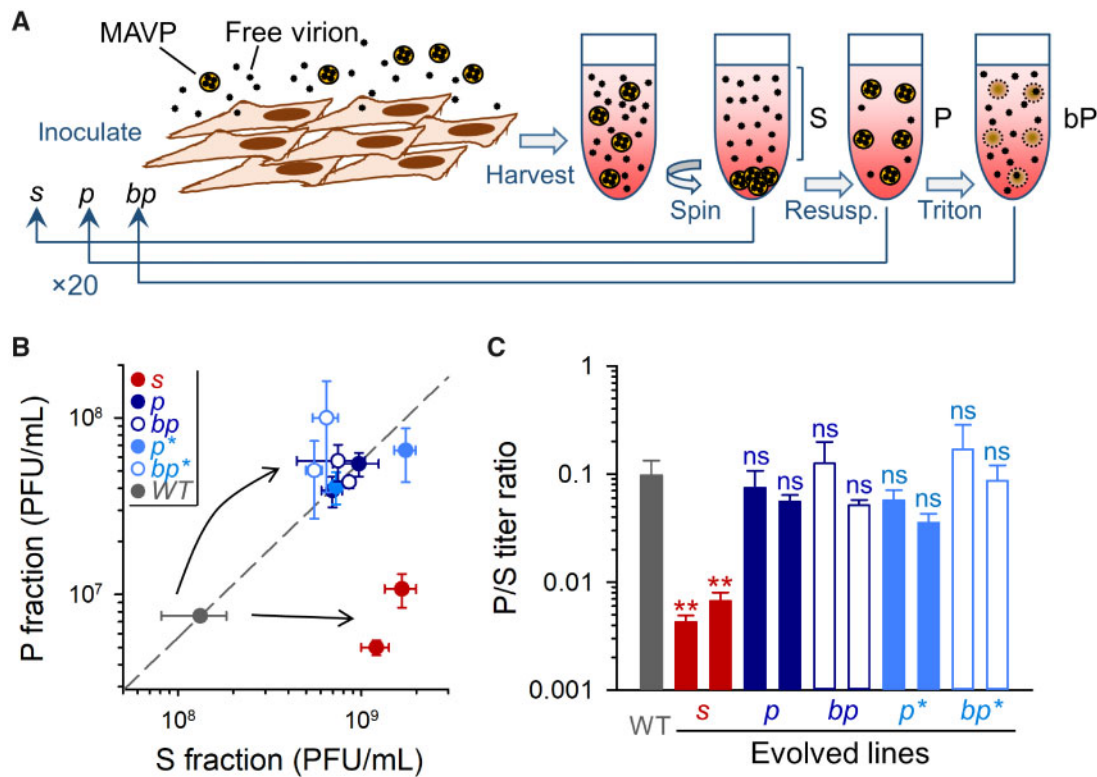 A
MAVP
Free virion
Inoculate
s p bp
×20
Harvest
Spin
S
Resusp.
P
Triton
bP
B
P fraction (PFU/mL)
10⁸
10⁷
s
p
bp
p*
bp*
WT
10⁸ 10⁹
S fraction (PFU/mL)
C
P/S titer ratio
1
0.1
0.01
0.001
** ** ns ns ns ns ns ns ns ns
WT s p bp p* bp*
Evolved lines